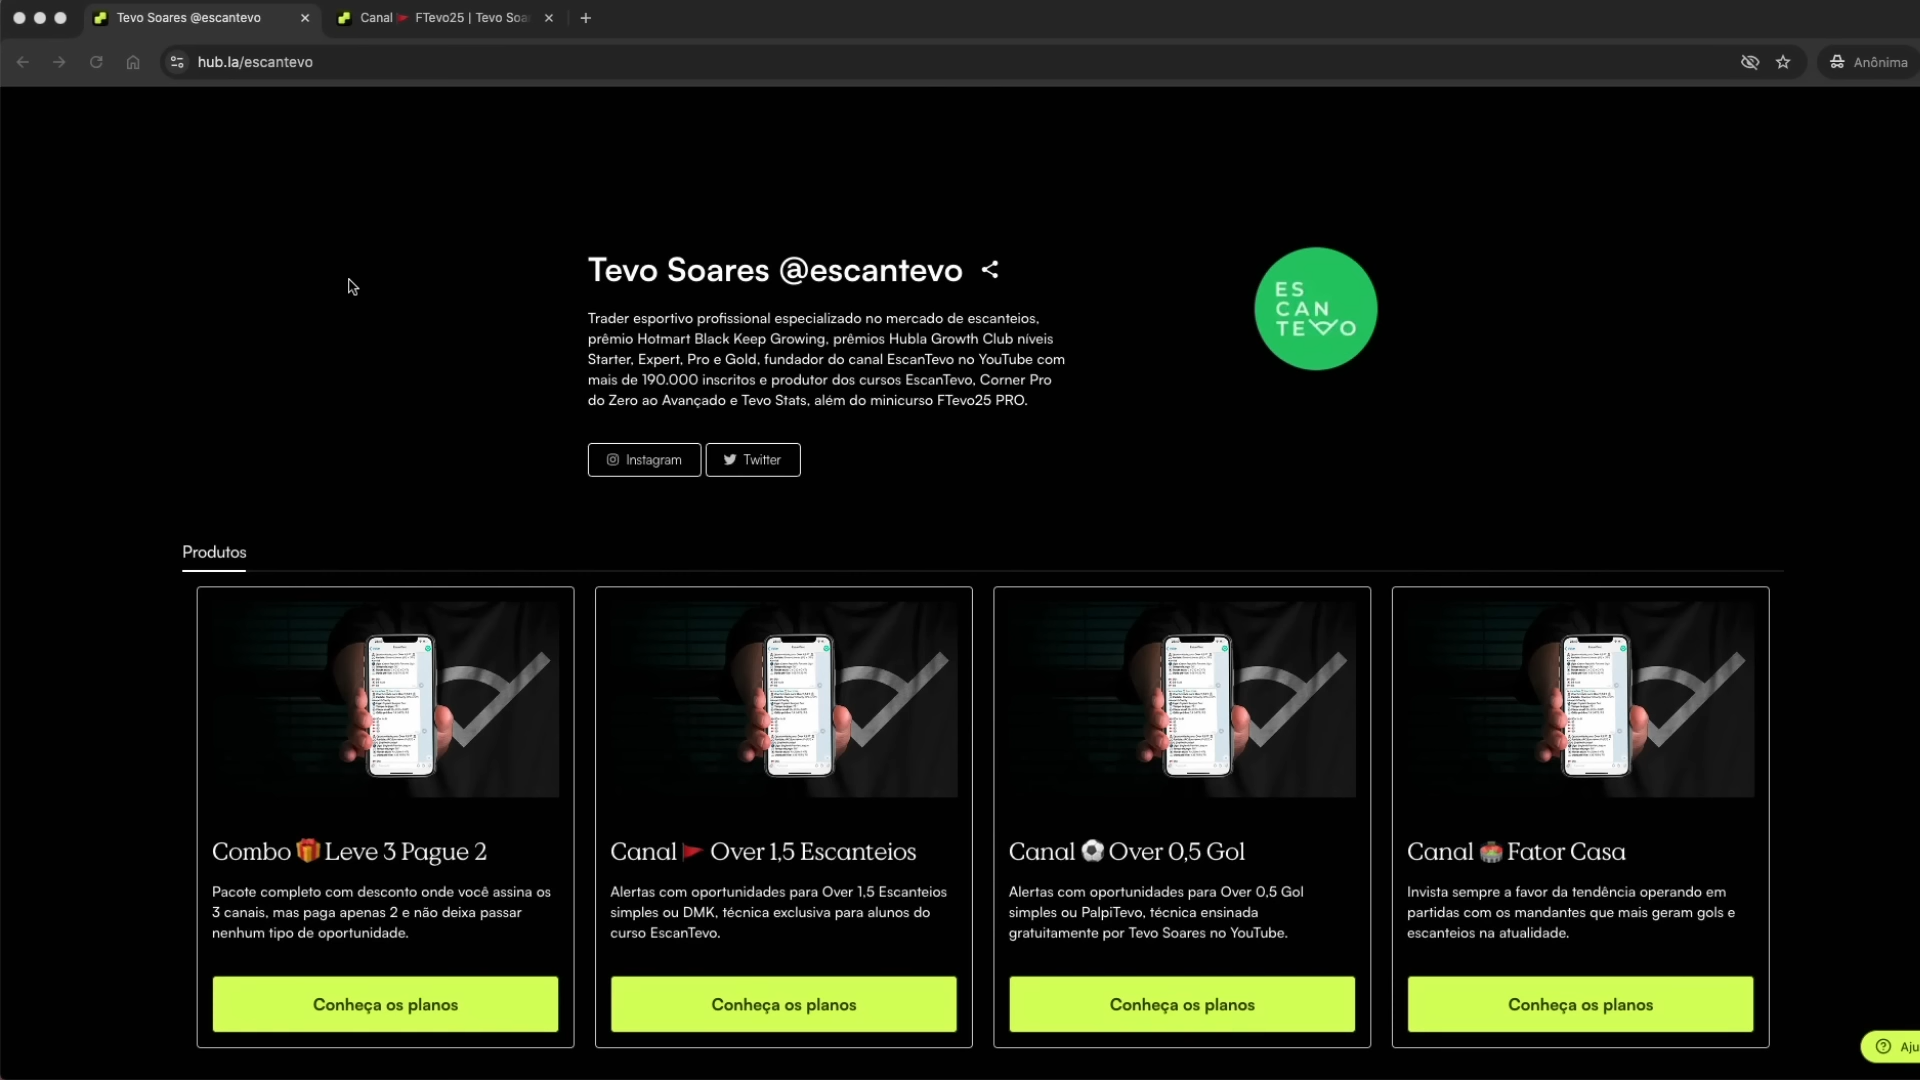 Tevo Soares @escantevo
Canal 🚩 FTevo25 | Tevo Soa
hub.la/escantevo
Anônima
Tevo Soares @escantevo
Trader esportivo profissional especializado no mercado de escanteios,
prêmio Hotmart Black Keep Growing, prêmios Hubla Growth Club níveis
Starter, Expert, Pro e Gold, fundador do canal EscanTevo no YouTube com
mais de 190.000 inscritos e produtor dos cursos EscanTevo, Corner Pro
do Zero ao Avançado e Tevo Stats, além do minicurso FTevo25 PRO.
ES
CAN
TEVO
Instagram
Twitter
Produtos
Combo 🎁 Leve 3 Pague 2
Pacote completo com desconto onde você assina os
3 canais, mas paga apenas 2 e não deixa passar
nenhum tipo de oportunidade.
Conheça os planos
Canal 🚩 Over 1,5 Escanteios
Alertas com oportunidades para Over 1,5 Escanteios
simples ou DMK, técnica exclusiva para alunos do
curso EscanTevo.
Conheça os planos
Canal ⚽ Over 0,5 Gol
Alertas com oportunidades para Over 0,5 Gol
simples ou PalpiTevo, técnica ensinada
gratuitamente por Tevo Soares no YouTube.
Conheça os planos
Canal 🏟️ Fator Casa
Invista sempre a favor da tendência operando em
partidas com os mandantes que mais geram gols e
escanteios na atualidade.
Conheça os planos
Aju